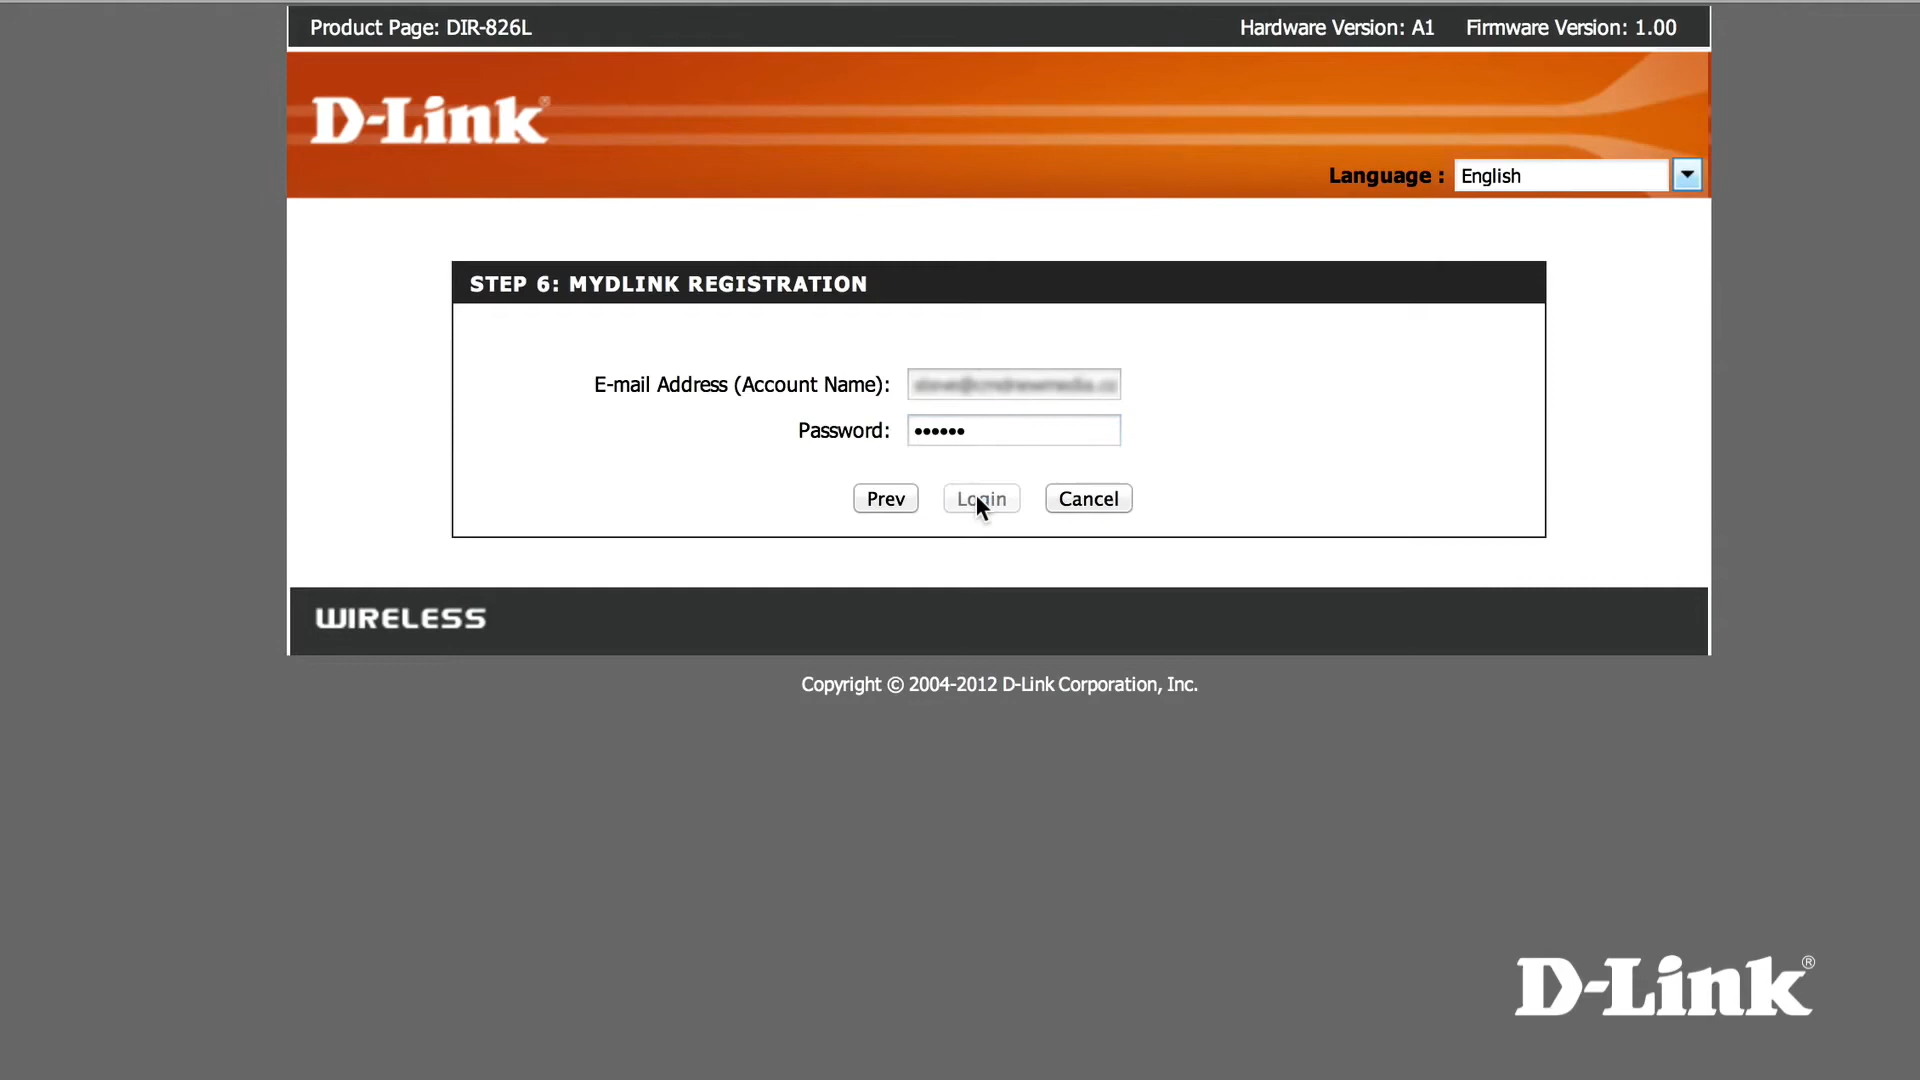 Product Page: DIR-826L Hardware Version: A1 Firmware Version: 1.00
D-Link®
Language : English
STEP 6: MYDLINK REGISTRATION
E-mail Address (Account Name):
Password: ••••••
Prev Login Cancel
WIRELESS
Copyright © 2004-2012 D-Link Corporation, Inc.
D-Link®